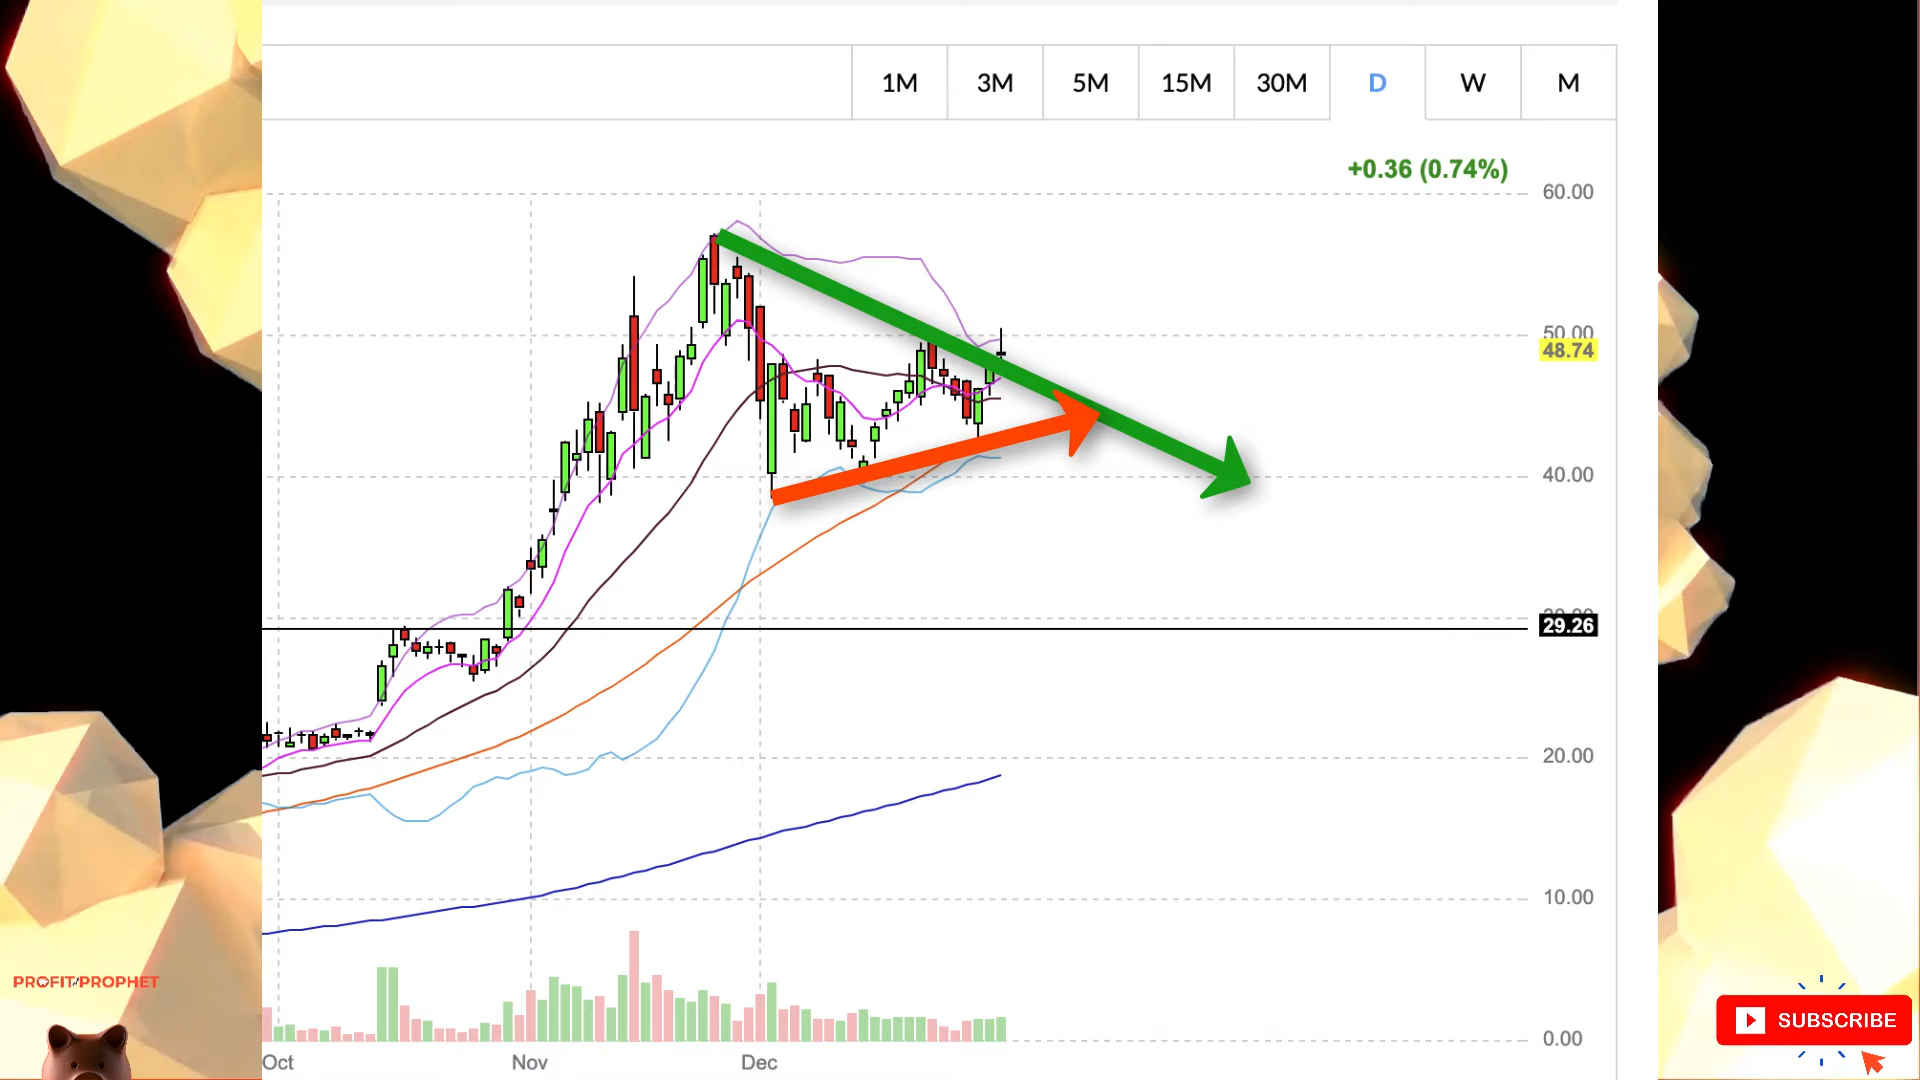 1M 3M 5M 15M 30M D W M
+0.36 (0.74%)
60.00
50.00
48.74
40.00
29.26
20.00
10.00
0.00
Oct Nov Dec
PROFIT PROPHET
SUBSCRIBE